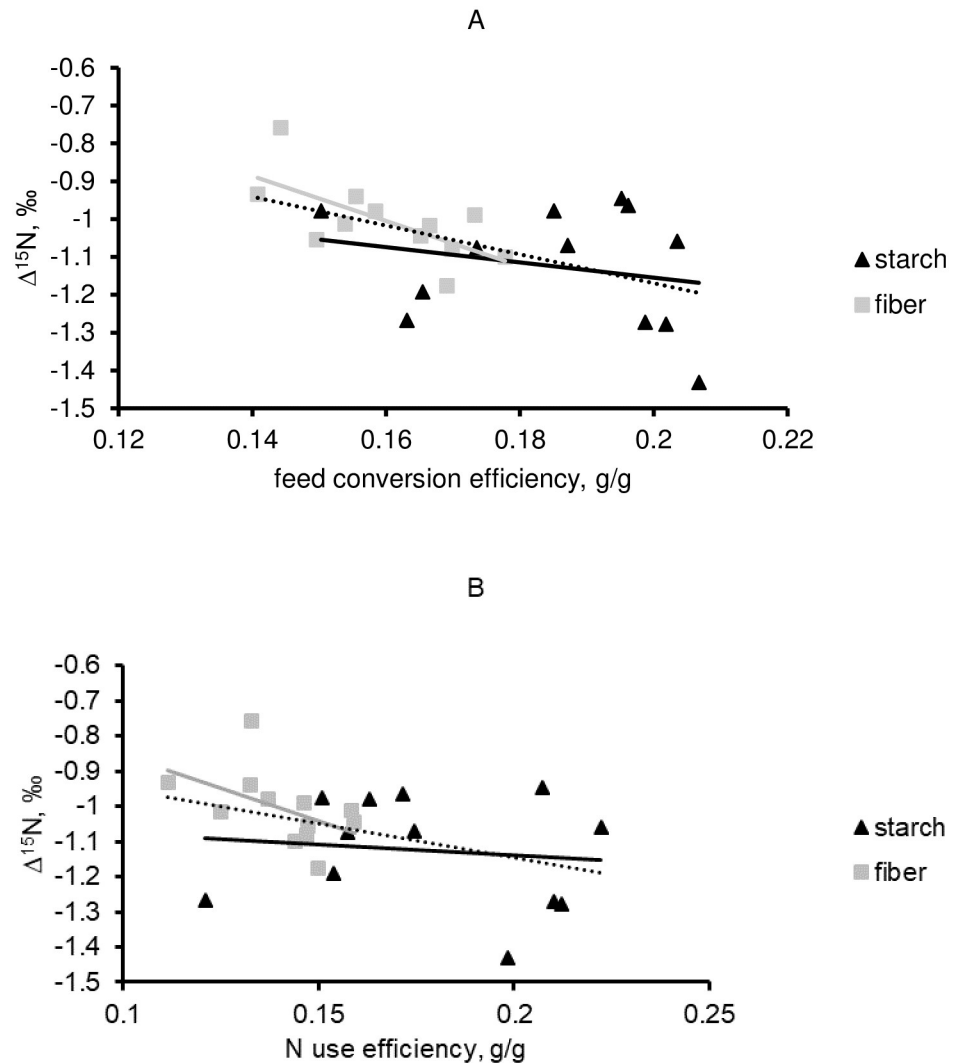 A
-0.6
-0.7
-0.8
-0.9
-1
-1.1
-1.2
-1.3
-1.4
-1.5
Δ¹⁵N, ‰
0.12 0.14 0.16 0.18 0.2 0.22
feed conversion efficiency, g/g
starch
fiber
B
-0.6
-0.7
-0.8
-0.9
-1
-1.1
-1.2
-1.3
-1.4
-1.5
Δ¹⁵N, ‰
0.1 0.15 0.2 0.25
N use efficiency, g/g
starch
fiber